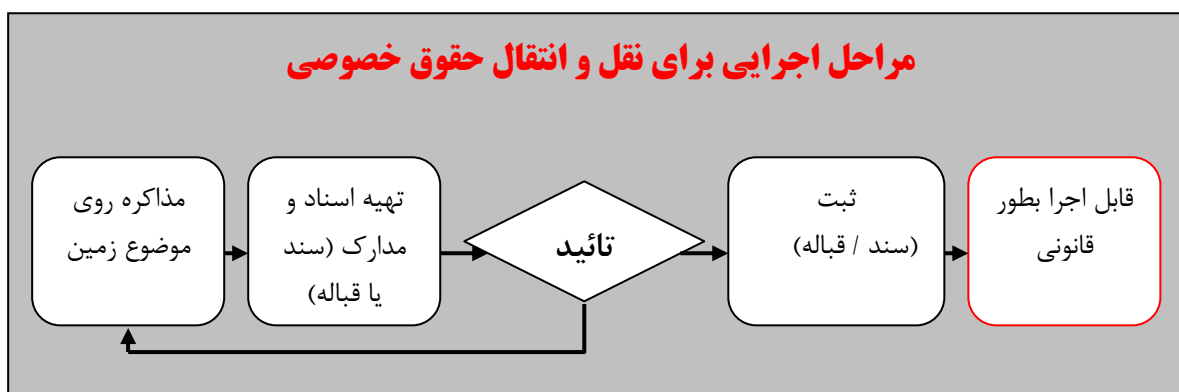 مراحل اجرایی برای نقل و انتقال حقوق خصوصی
مذاکره روی
موضوع زمین
تهیه اسناد و
مدارک (سند
یا قباله)
تائید
ثبت
(سند / قباله)
قابل اجرا بطور
قانونی